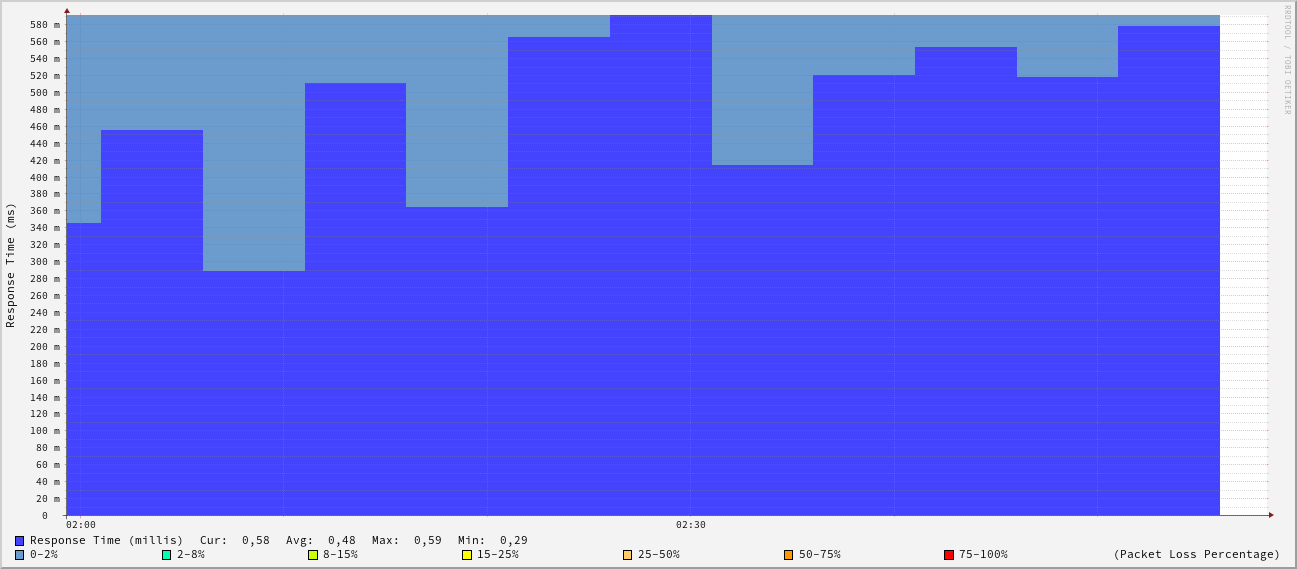 RRDTOOL / TOBI OETIKER
Response Time (ms)
580 m
560 m
540 m
520 m
500 m
480 m
460 m
440 m
420 m
400 m
380 m
360 m
340 m
320 m
300 m
280 m
260 m
240 m
220 m
200 m
180 m
160 m
140 m
120 m
100 m
80 m
60 m
40 m
20 m
0
02:00 02:30
Response Time (millis) Cur: 0,58 Avg: 0,48 Max: 0,59 Min: 0,29
0-2% 2-8% 8-15% 15-25% 25-50% 50-75% 75-100% (Packet Loss Percentage)